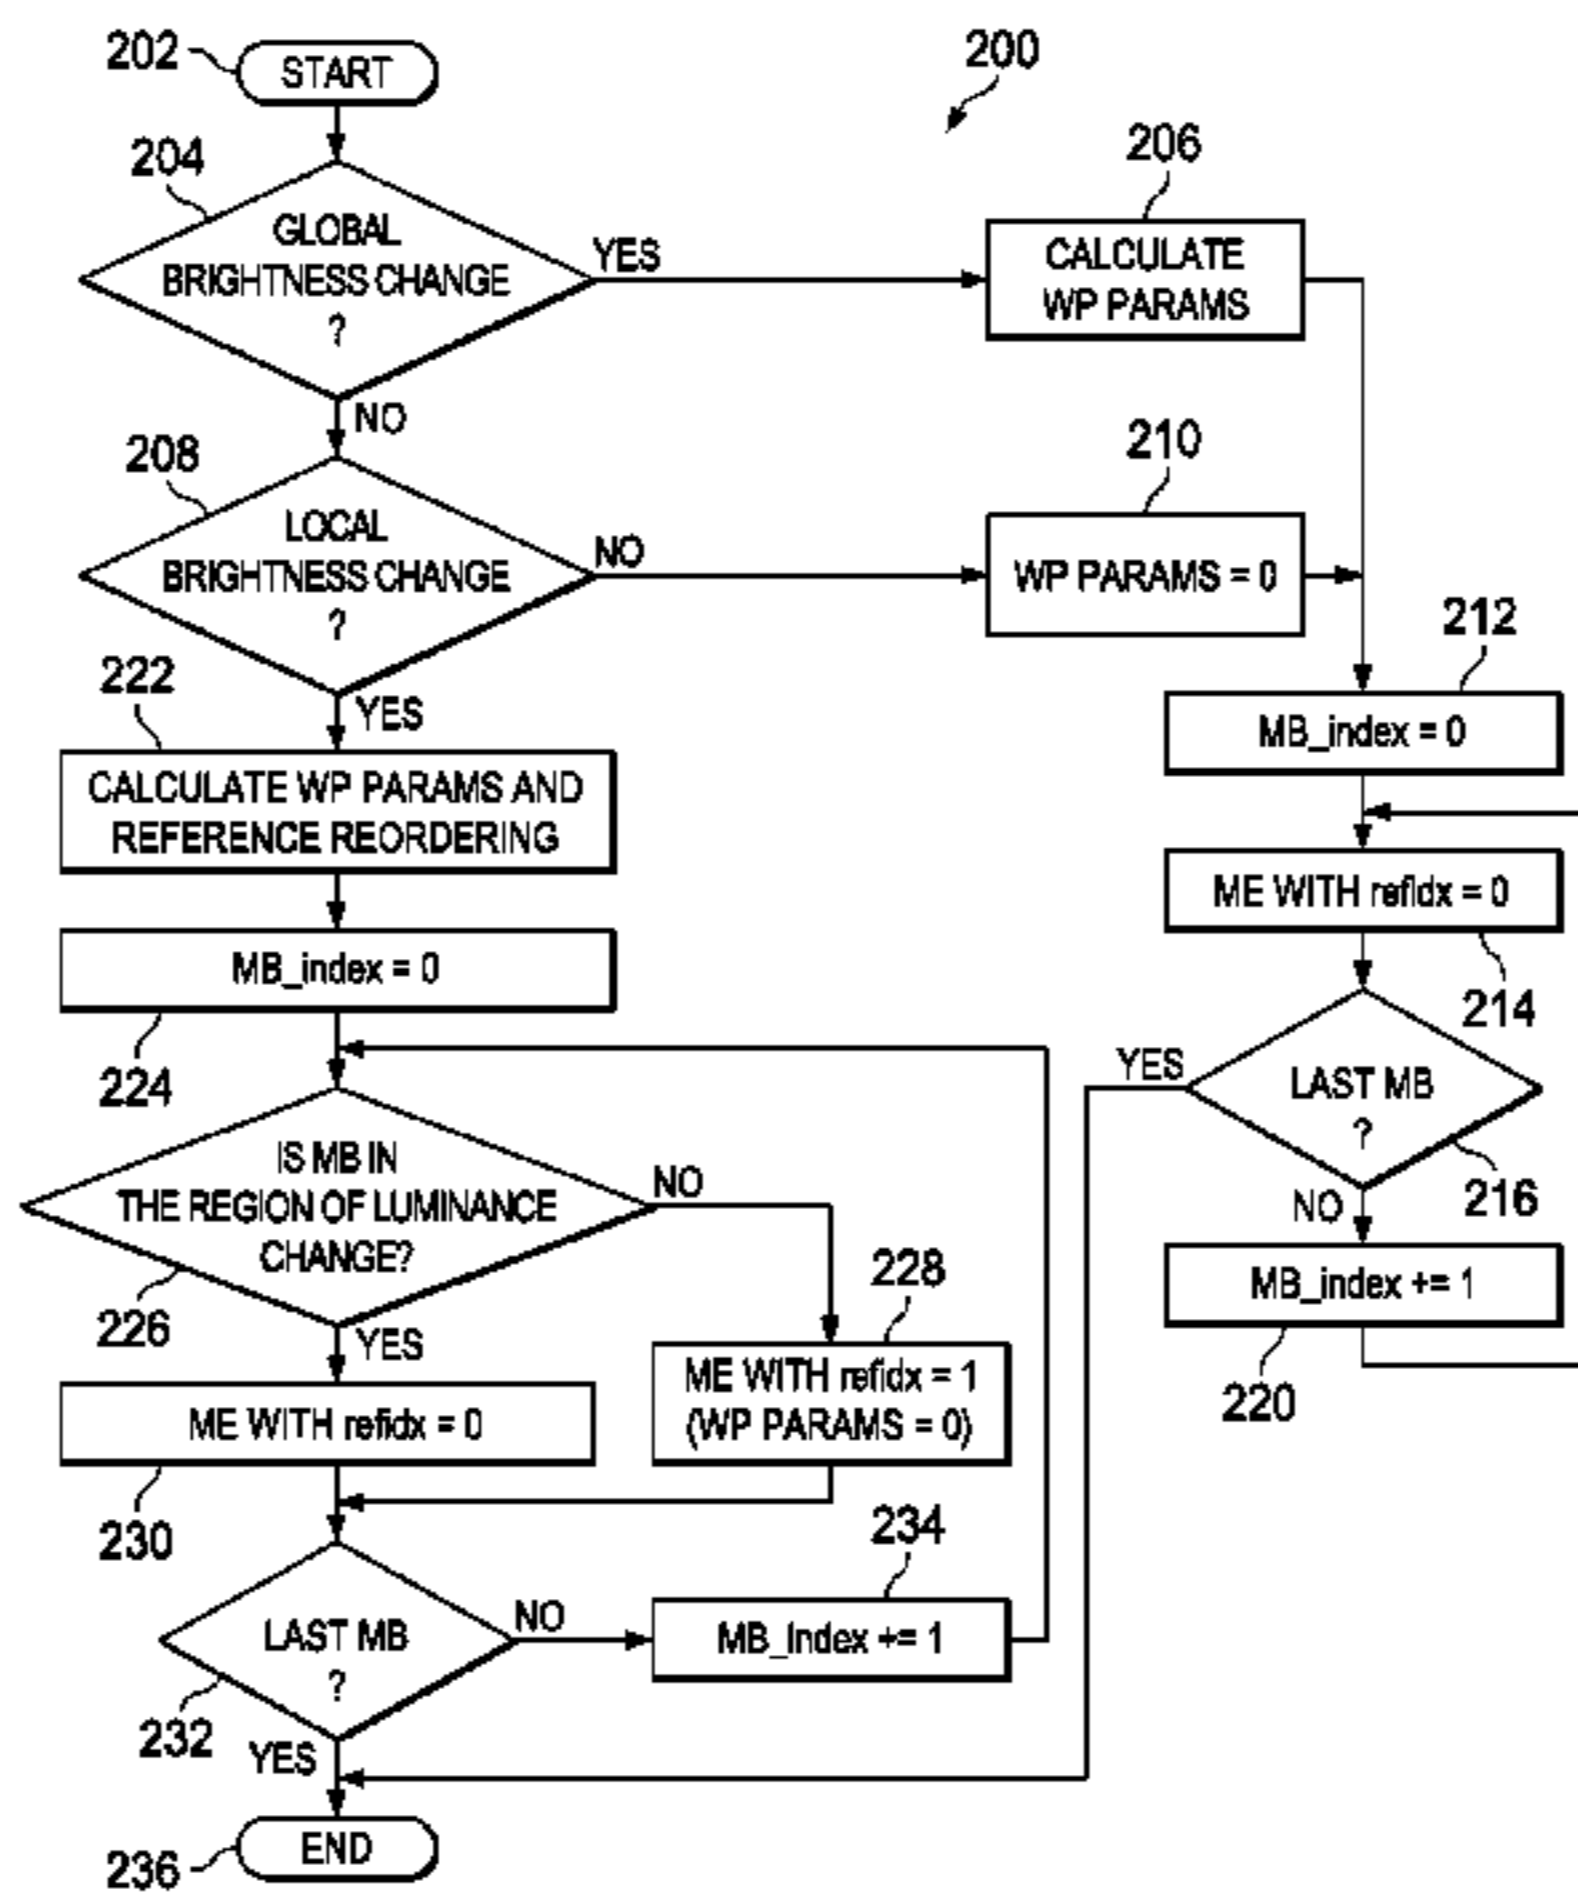 202
START
200
204
GLOBAL
BRIGHTNESS CHANGE
?
YES
206
CALCULATE
WP PARAMS
NO
208
LOCAL
BRIGHTNESS CHANGE
?
NO
210
WP PARAMS = 0
212
MB_index = 0
222
YES
CALCULATE WP PARAMS AND
REFERENCE REORDERING
ME WITH refidx = 0
214
MB_index = 0
224
YES
LAST MB
?
216
NO
IS MB IN
THE REGION OF LUMINANCE
CHANGE?
NO
226
YES
228
MB_index += 1
220
ME WITH refidx = 1
(WP PARAMS = 0)
ME WITH refidx = 0
230
234
LAST MB
?
NO
MB_index += 1
232
YES
END
236